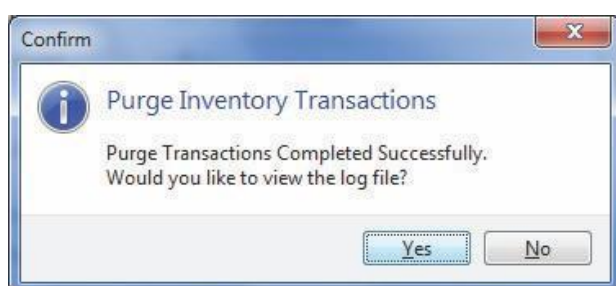 Confirm
Purge Inventory Transactions
Purge Transactions Completed Successfully.
Would you like to view the log file?
Yes
No